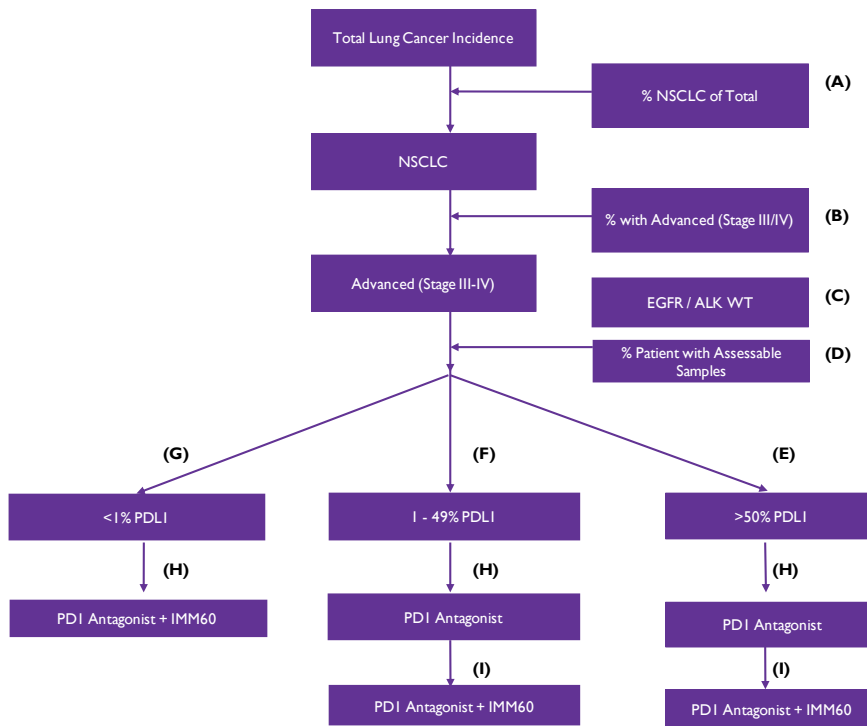 Total Lung Cancer Incidence
% NSCLC of Total
(A)
NSCLC
% with Advanced (Stage III/IV)
(B)
Advanced (Stage III-IV)
EGFR / ALK WT
(C)
% Patient with Assessable
Samples
(D)
(G)
(F)
(E)
<1% PDL1
1 - 49% PDL1
>50% PDL1
(H)
(H)
(H)
PD1 Antagonist + IMM60
PD1 Antagonist
PD1 Antagonist
(I)
(I)
PD1 Antagonist + IMM60
PD1 Antagonist + IMM60